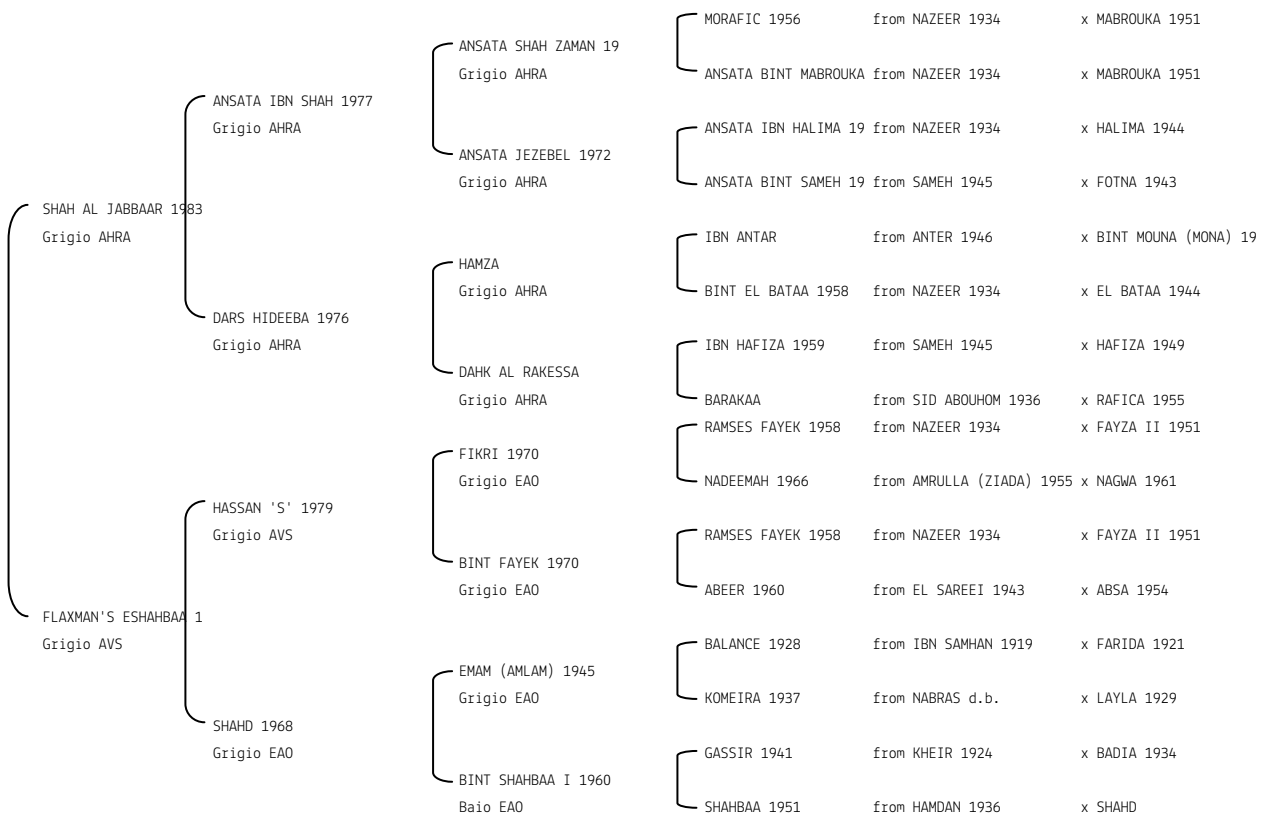 MORAFIC 1956 from NAZEER 1934 x MABROUKA 1951
ANSATA SHAH ZAMAN 19
Grigio AHRA ANSATA BINT MABROUKA from NAZEER 1934 x MABROUKA 1951
ANSATA IBN SHAH 1977
Grigio AHRA ANSATA IBN HALIMA 19 from NAZEER 1934 x HALIMA 1944
ANSATA JEZEBEL 1972
Grigio AHRA ANSATA BINT SAMEH 19 from SAMEH 1945 x FOTNA 1943
SHAH AL JABBAAR 1983
Grigio AHRA IBN ANTAR from ANTER 1946 x BINT MOUNA (MONA) 19
HAMZA
Grigio AHRA BINT EL BATAA 1958 from NAZEER 1934 x EL BATAA 1944
DARS HIDEEBA 1976
Grigio AHRA IBN HAFIZA 1959 from SAMEH 1945 x HAFIZA 1949
DAHK AL RAKESSA
Grigio AHRA BARAKAA from SID ABOUHOM 1936 x RAFICA 1955
RAMSES FAYEK 1958 from NAZEER 1934 x FAYZA II 1951
FIKRI 1970
Grigio EAO NADEEMAH 1966 from AMRULLA (ZIADA) 1955 x NAGWA 1961
HASSAN 'S' 1979
Grigio AVS RAMSES FAYEK 1958 from NAZEER 1934 x FAYZA II 1951
BINT FAYEK 1970
Grigio EAO ABEER 1960 from EL SAREEI 1943 x ABSA 1954
FLAXMAN'S ESHAHBAA 1
Grigio AVS BALANCE 1928 from IBN SAMHAN 1919 x FARIDA 1921
EMAM (AMLAM) 1945
Grigio EAO KOMEIRA 1937 from NABRAS d.b. x LAYLA 1929
SHAHD 1968
Grigio EAO GASSIR 1941 from KHEIR 1924 x BADIA 1934
BINT SHAHBAA I 1960
Baio EAO SHAHBAA 1951 from HAMDAN 1936 x SHAHD